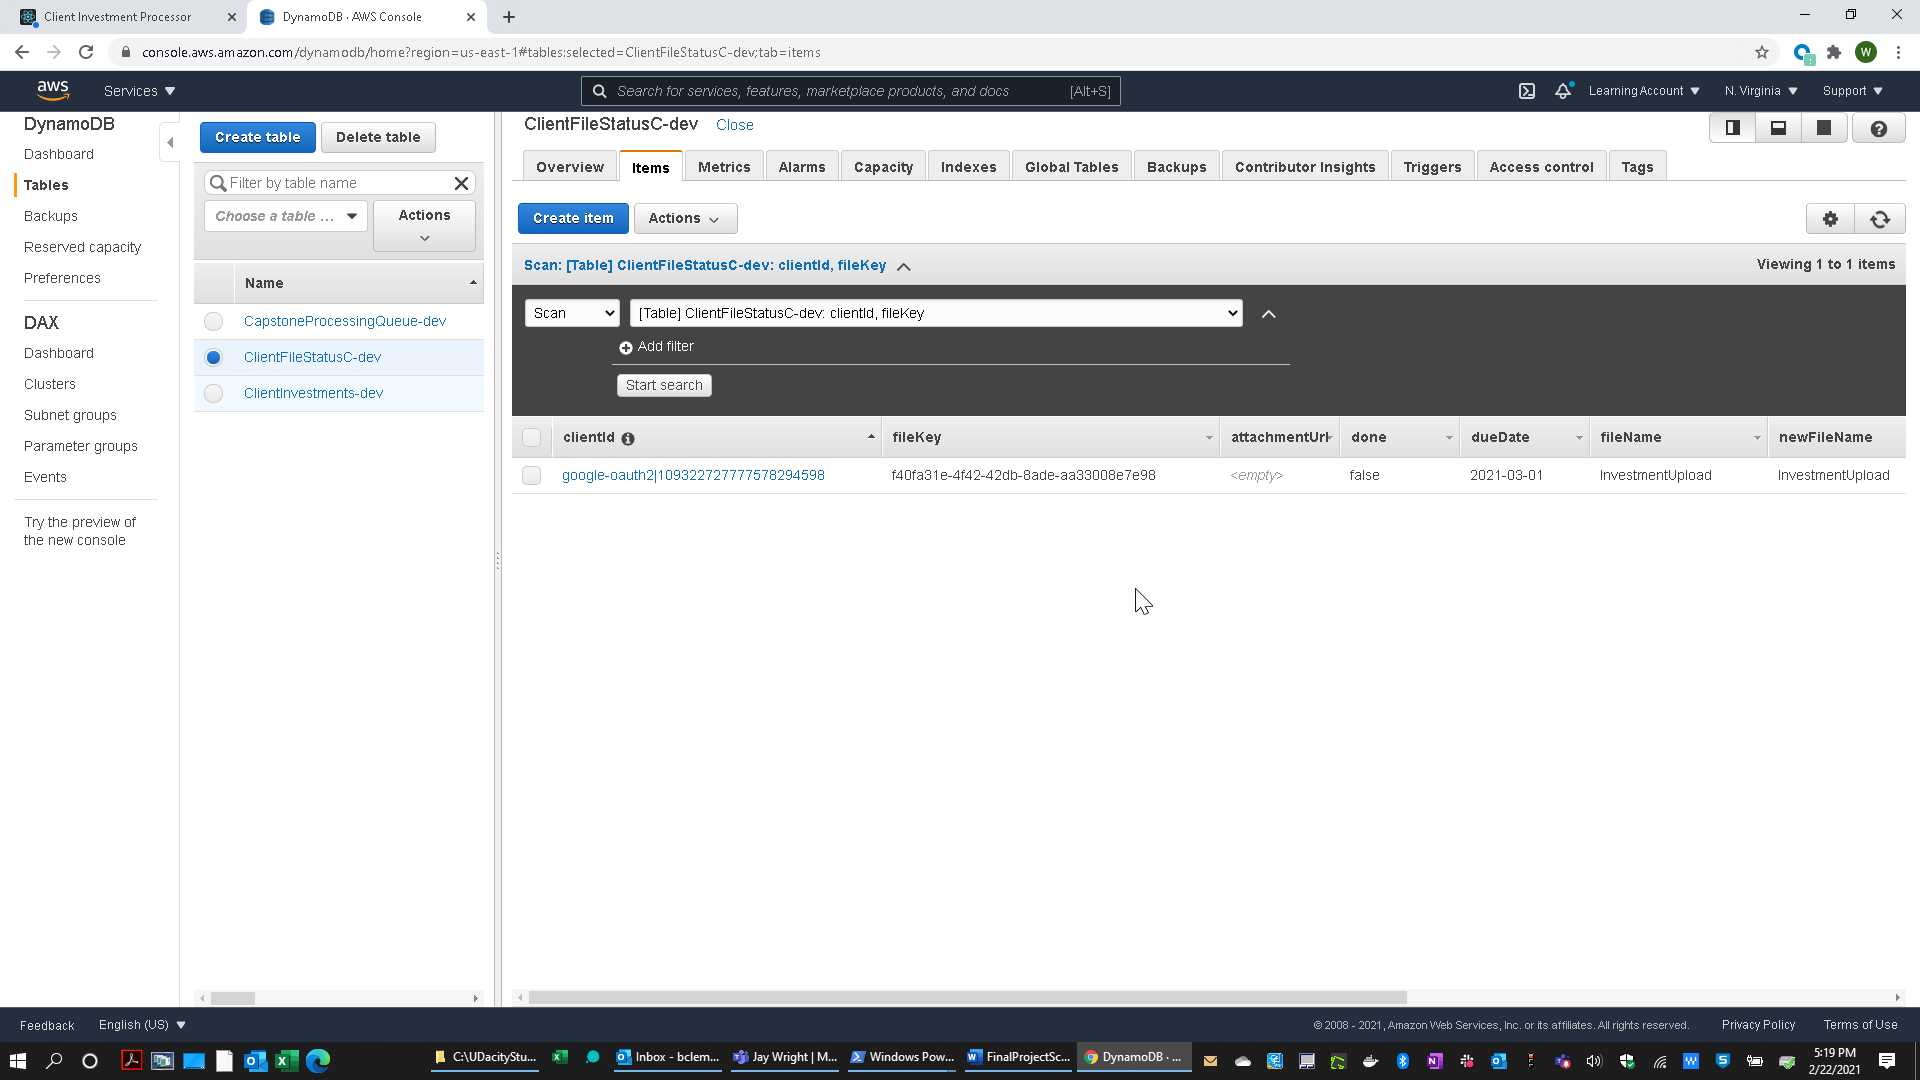 Client Investment Processor
DynamoDB · AWS Console
console.aws.amazon.com/dynamodb/home?region=us-east-1#tables:selected=ClientFileStatusC-dev;tab=items
W
aws
Services
Search for services, features, marketplace products, and docs
[Alt+S]
Learning Account
N. Virginia
Support
DynamoDB
Dashboard
Tables
Backups
Reserved capacity
Preferences
DAX
Dashboard
Clusters
Subnet groups
Parameter groups
Events
Try the preview of
the new console
Create table
Delete table
Filter by table name
Choose a table ...
Actions
Name
CapstoneProcessingQueue-dev
ClientFileStatusC-dev
ClientInvestments-dev
ClientFileStatusC-dev
Close
Overview
Items
Metrics
Alarms
Capacity
Indexes
Global Tables
Backups
Contributor Insights
Triggers
Access control
Tags
Create item
Actions
Scan: [Table] ClientFileStatusC-dev: clientId, fileKey
Viewing 1 to 1 items
Scan
[Table] ClientFileStatusC-dev: clientId, fileKey
Add filter
Start search
clientId
fileKey
attachmentUrl
done
dueDate
fileName
newFileName
google-oauth2|109322727777578294598
f40fa31e-4f42-42db-8ade-aa33008e7e98
<empty>
false
2021-03-01
InvestmentUpload
InvestmentUpload
Feedback
English (US)
© 2008 - 2021, Amazon Web Services, Inc. or its affiliates. All rights reserved.
Privacy Policy
Terms of Use
C:\UDacityStu...
Inbox - bclem...
Jay Wright | M...
Windows Pow...
FinalProjectSc...
DynamoDB · ...
5:19 PM
2/22/2021